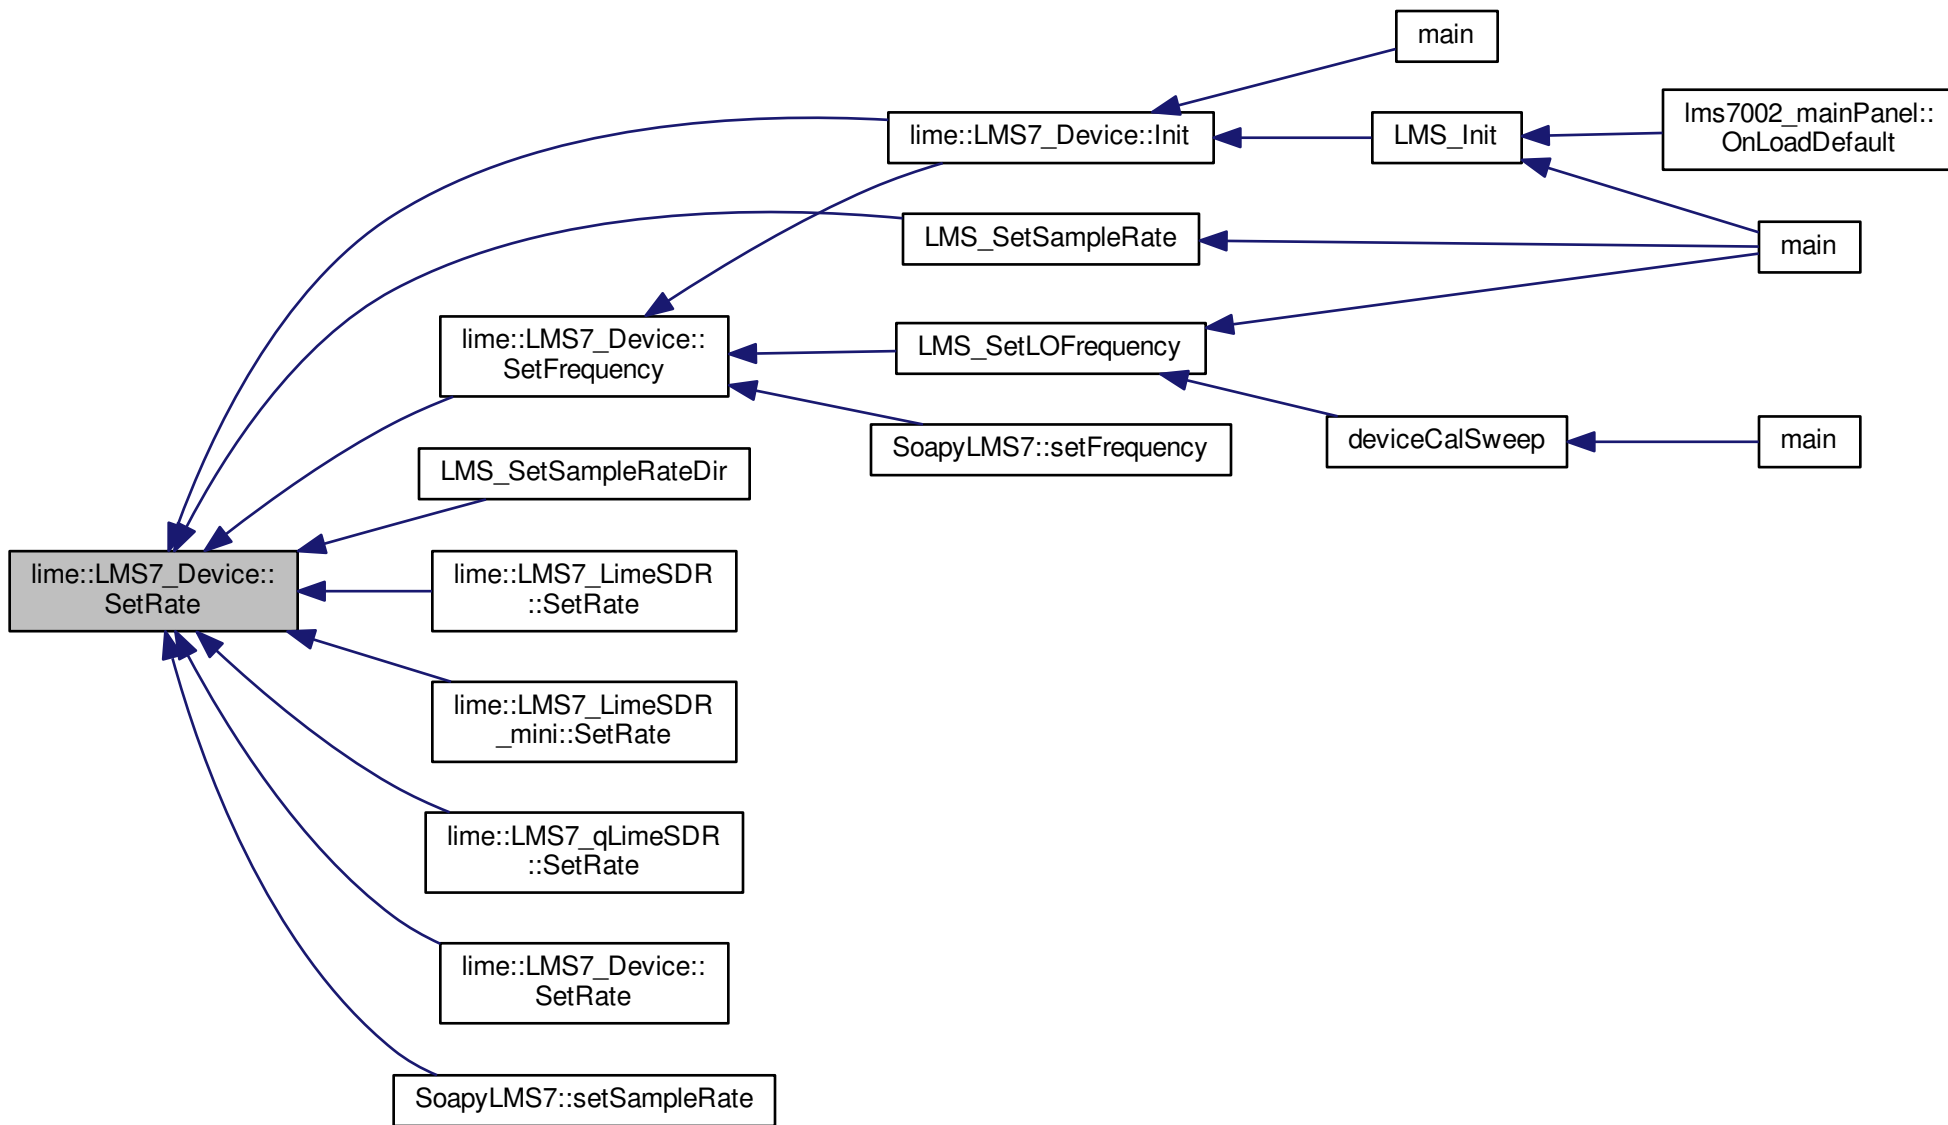 main
lime::LMS7_Device::Init
LMS_Init
lms7002_mainPanel::
OnLoadDefault
LMS_SetSampleRate
main
lime::LMS7_Device::
SetFrequency
LMS_SetLOFrequency
SoapyLMS7::setFrequency
deviceCalSweep
main
LMS_SetSampleRateDir
lime::LMS7_Device::
SetRate
lime::LMS7_LimeSDR
::SetRate
lime::LMS7_LimeSDR
_mini::SetRate
lime::LMS7_qLimeSDR
::SetRate
lime::LMS7_Device::
SetRate
SoapyLMS7::setSampleRate